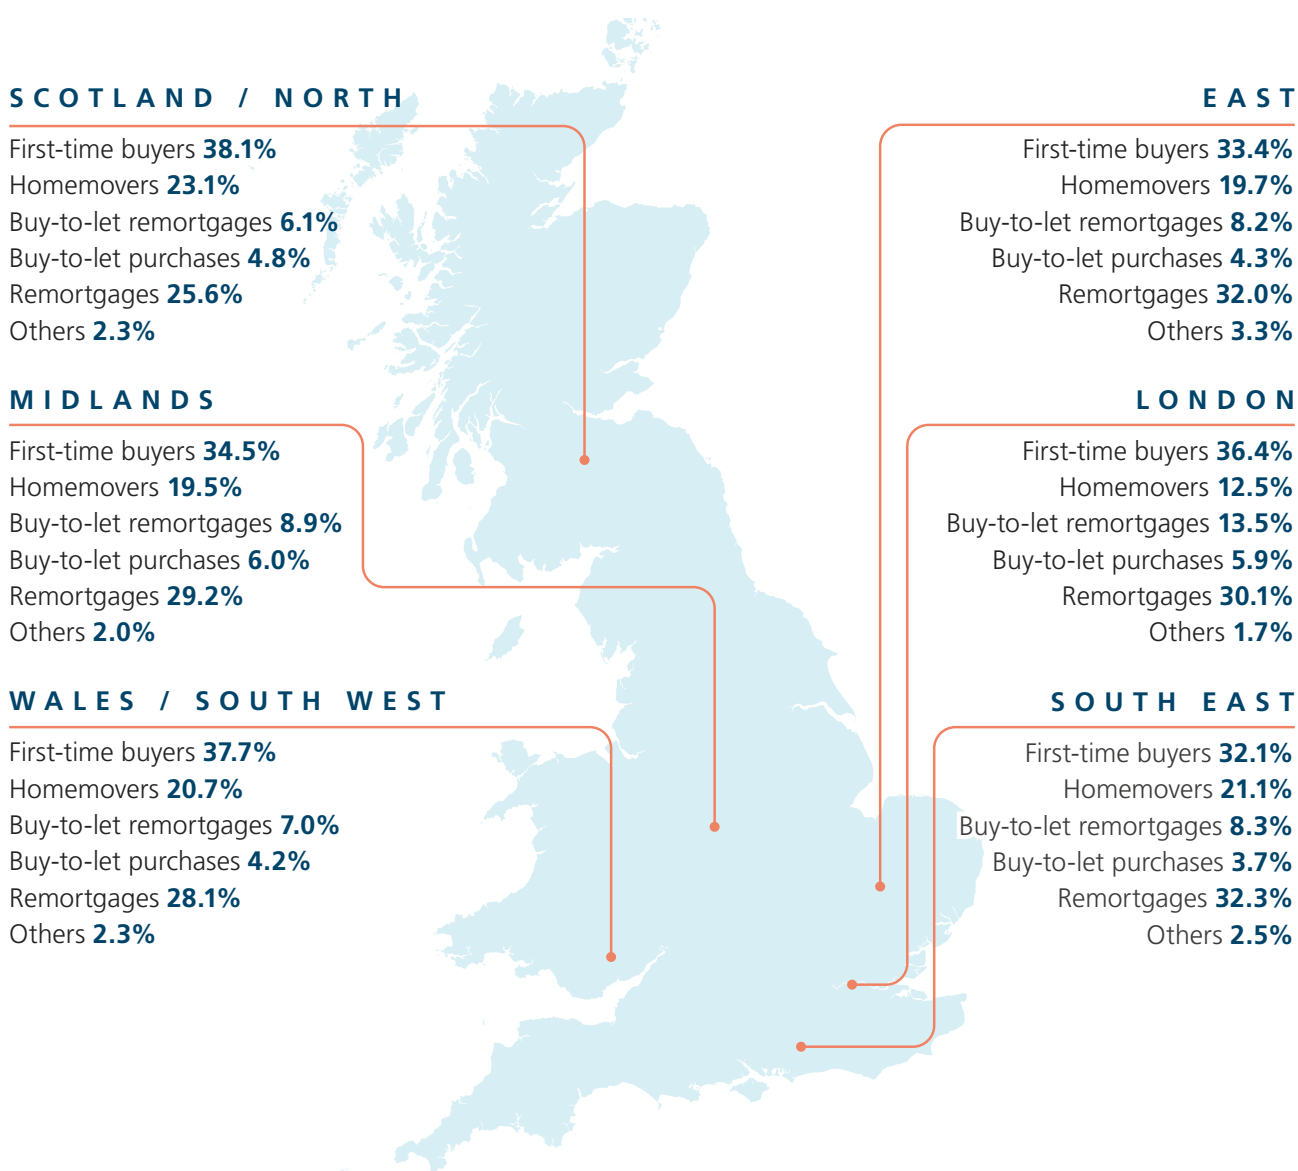 SCOTLAND / NORTH
First-time buyers 38.1%
Homemovers 23.1%
Buy-to-let remortgages 6.1%
Buy-to-let purchases 4.8%
Remortgages 25.6%
Others 2.3%
MIDLANDS
First-time buyers 34.5%
Homemovers 19.5%
Buy-to-let remortgages 8.9%
Buy-to-let purchases 6.0%
Remortgages 29.2%
Others 2.0%
WALES / SOUTH WEST
First-time buyers 37.7%
Homemovers 20.7%
Buy-to-let remortgages 7.0%
Buy-to-let purchases 4.2%
Remortgages 28.1%
Others 2.3%
EAST
First-time buyers 33.4%
Homemovers 19.7%
Buy-to-let remortgages 8.2%
Buy-to-let purchases 4.3%
Remortgages 32.0%
Others 3.3%
LONDON
First-time buyers 36.4%
Homemovers 12.5%
Buy-to-let remortgages 13.5%
Buy-to-let purchases 5.9%
Remortgages 30.1%
Others 1.7%
SOUTH EAST
First-time buyers 32.1%
Homemovers 21.1%
Buy-to-let remortgages 8.3%
Buy-to-let purchases 3.7%
Remortgages 32.3%
Others 2.5%